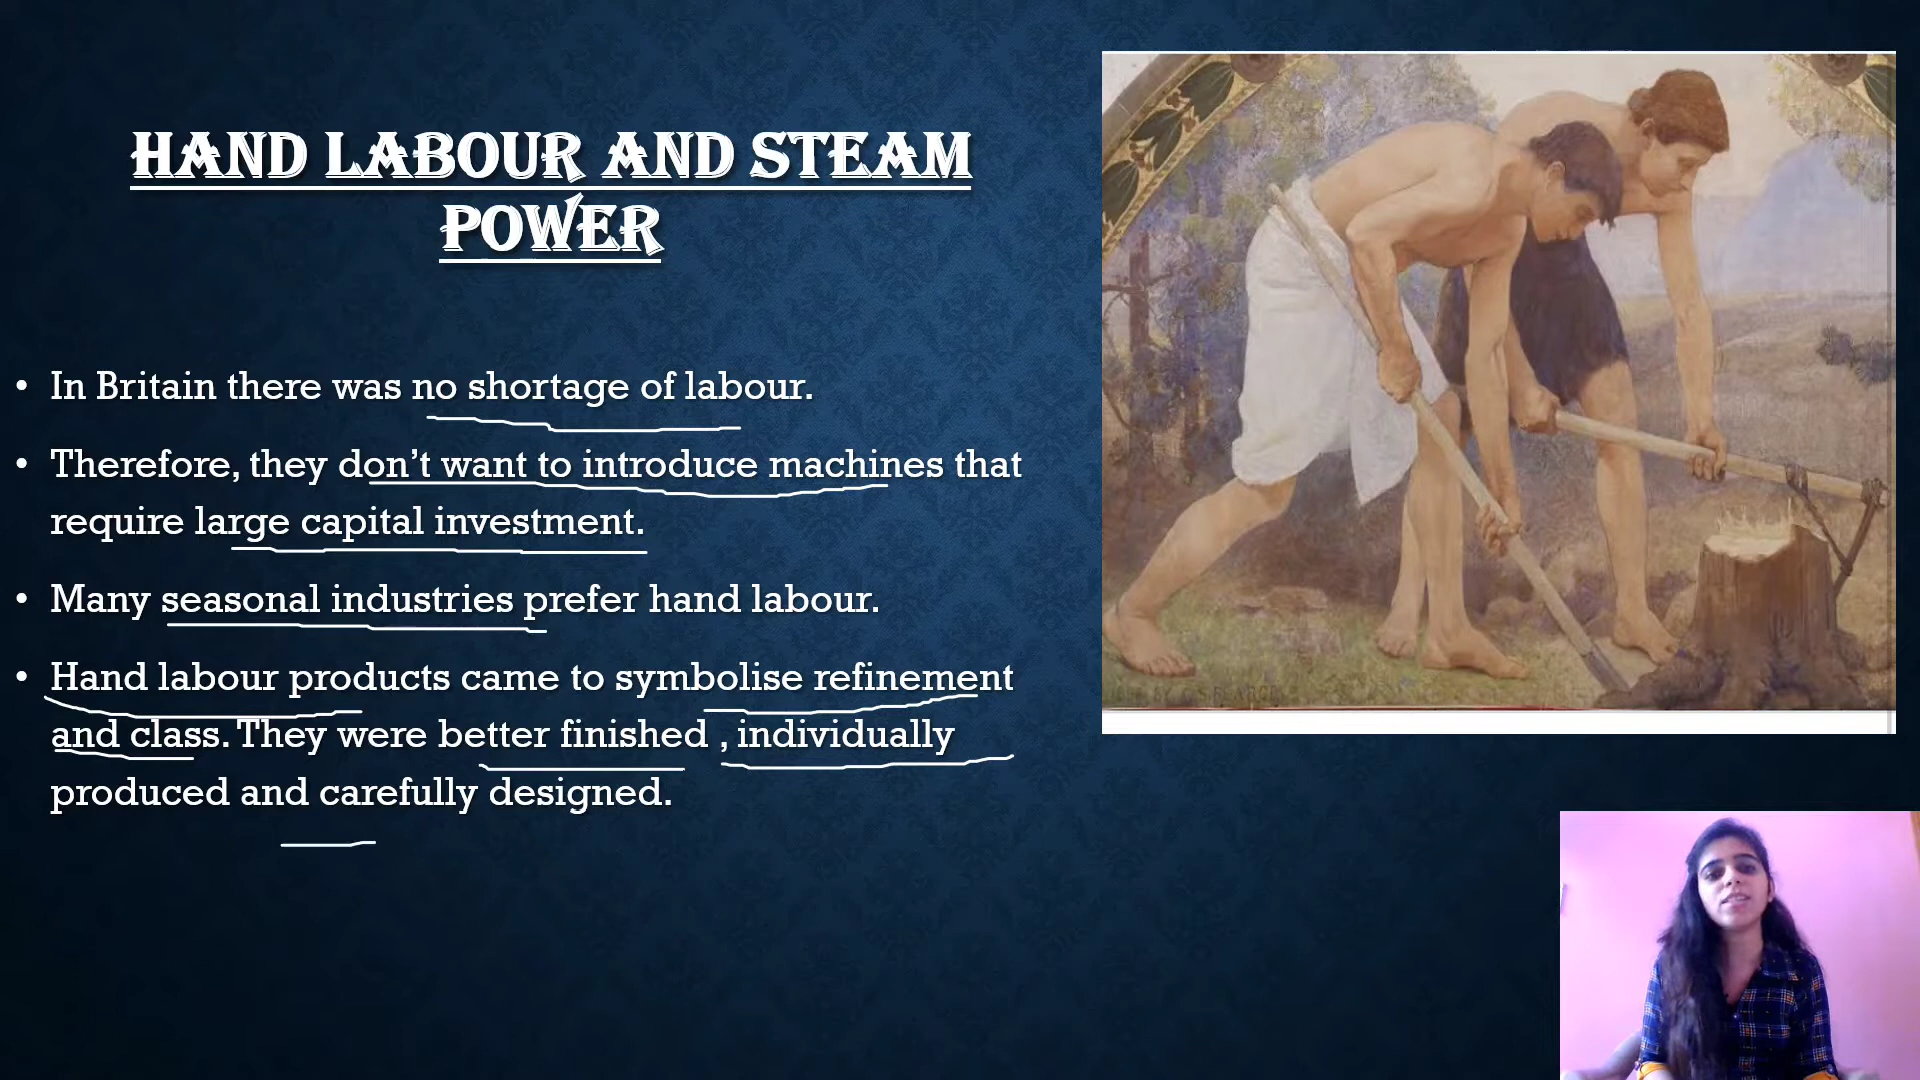 HAND LABOUR AND STEAM
POWER
• In Britain there was no shortage of labour.
• Therefore, they don't want to introduce machines that
require large capital investment.
• Many seasonal industries prefer hand labour.
• Hand labour products came to symbolise refinement
and class. They were better finished , individually
produced and carefully designed.